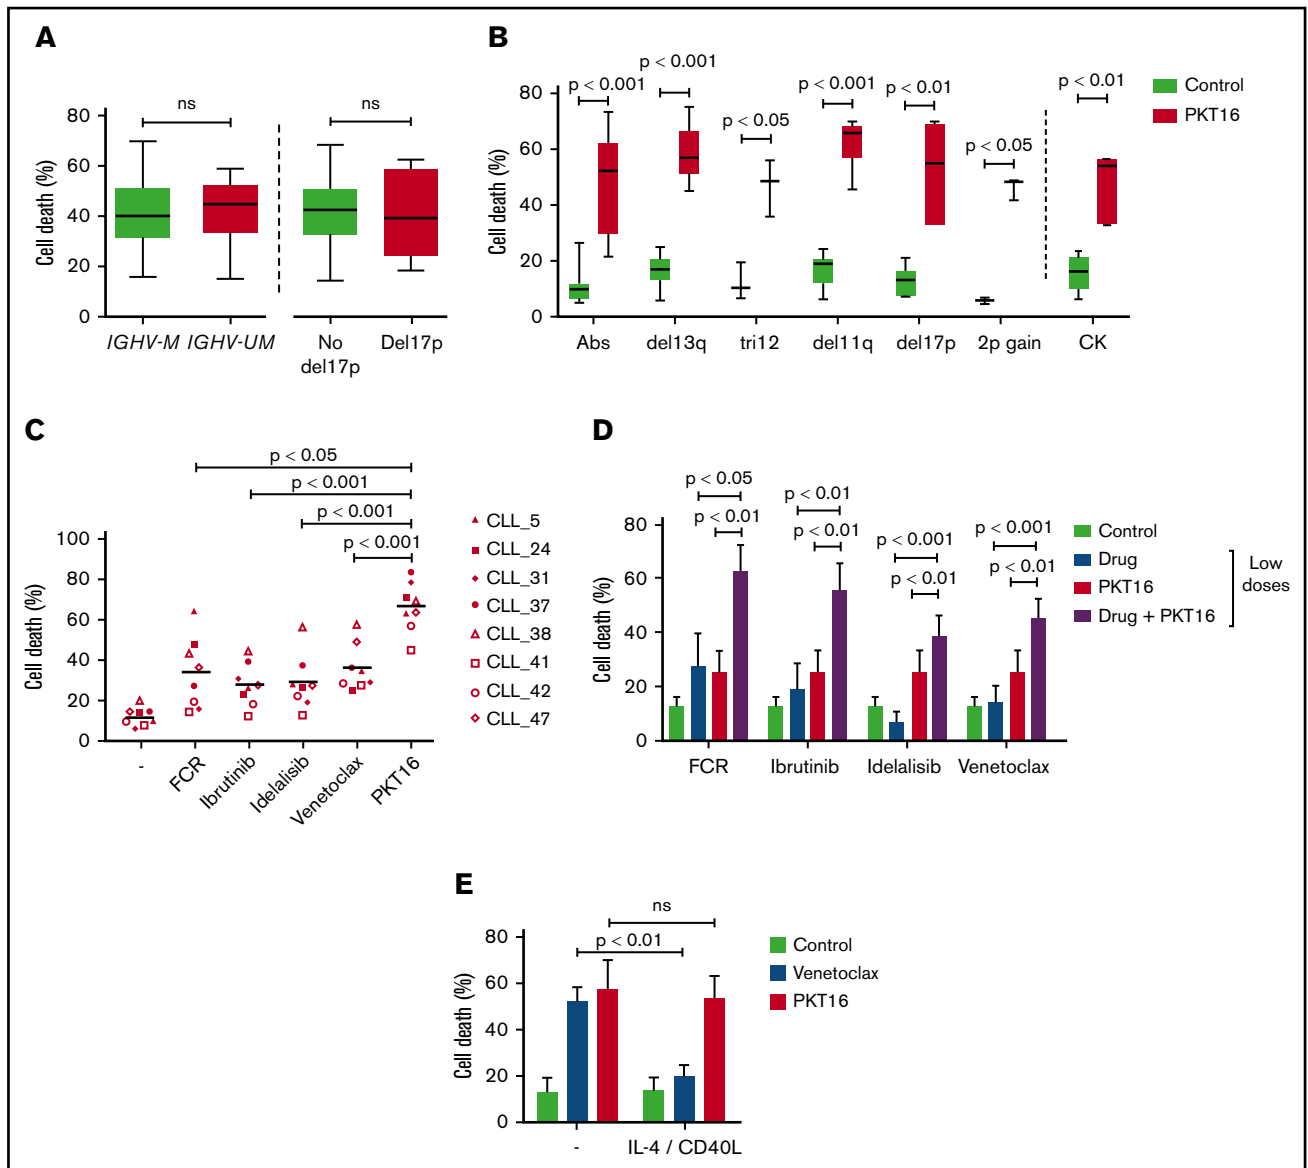 A
ns
ns
80
60
40
20
0
Cell death (%)
IGHV-M IGHV-UM
No del17p
Del17p
B
p < 0.001
p < 0.001
p < 0.05
p < 0.001
p < 0.01
p < 0.05
p < 0.01
80
60
40
20
0
Cell death (%)
Abs del13q tri12 del11q del17p 2p gain CK
Control
PKT16
C
p < 0.05
p < 0.001
p < 0.001
p < 0.001
100
80
60
40
20
0
Cell death (%)
- FCR Ibrutinib Idelalisib Venetoclax PKT16
CLL_5
CLL_24
CLL_31
CLL_37
CLL_38
CLL_41
CLL_42
CLL_47
D
p < 0.05
p < 0.01
p < 0.01
p < 0.01
p < 0.001
p < 0.01
p < 0.001
p < 0.01
80
60
40
20
0
Cell death (%)
FCR Ibrutinib Idelalisib Venetoclax
Control
Drug
PKT16
Drug + PKT16
Low
doses
E
ns
p < 0.01
80
60
40
20
0
Cell death (%)
- IL-4 / CD40L
Control
Venetoclax
PKT16